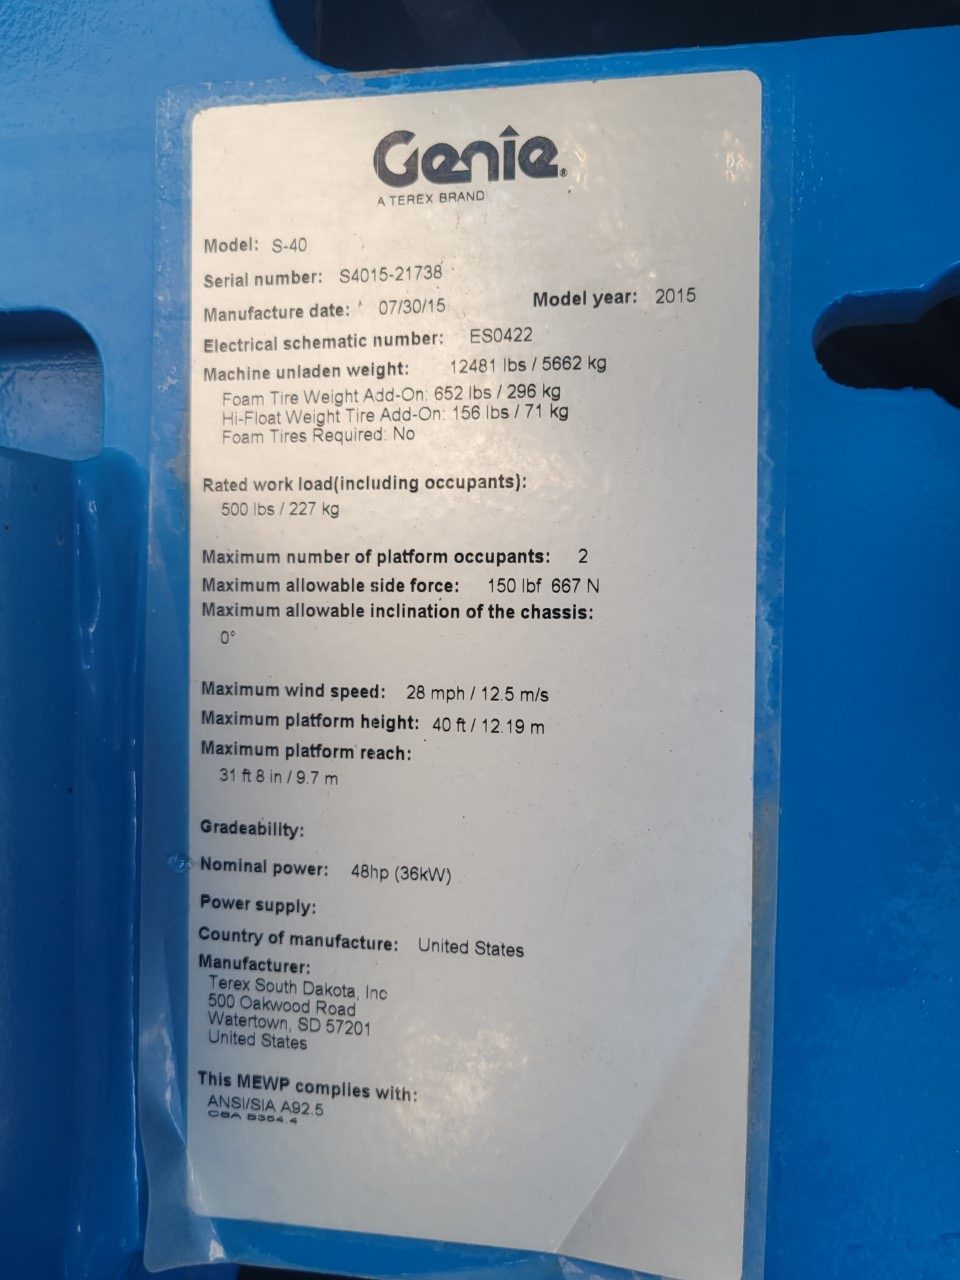 Genie®
A TEREX BRAND
Model: S-40
Serial number: S4015-21738
Manufacture date: 07/30/15 Model year: 2015
Electrical schematic number: ES0422
Machine unladen weight: 12481 lbs / 5662 kg
Foam Tire Weight Add-On: 652 lbs / 296 kg
Hi-Float Weight Tire Add-On: 156 lbs / 71 kg
Foam Tires Required: No
Rated work load(including occupants):
500 lbs / 227 kg
Maximum number of platform occupants: 2
Maximum allowable side force: 150 lbf 667 N
Maximum allowable inclination of the chassis:
0°
Maximum wind speed: 28 mph / 12.5 m/s
Maximum platform height: 40 ft / 12.19 m
Maximum platform reach:
31 ft 8 in / 9.7 m
Gradeability:
Nominal power: 48hp (36kW)
Power supply:
Country of manufacture: United States
Manufacturer:
Terex South Dakota, Inc
500 Oakwood Road
Watertown, SD 57201
United States
This MEWP complies with:
ANSI/SIA A92.5
CSA B354.4